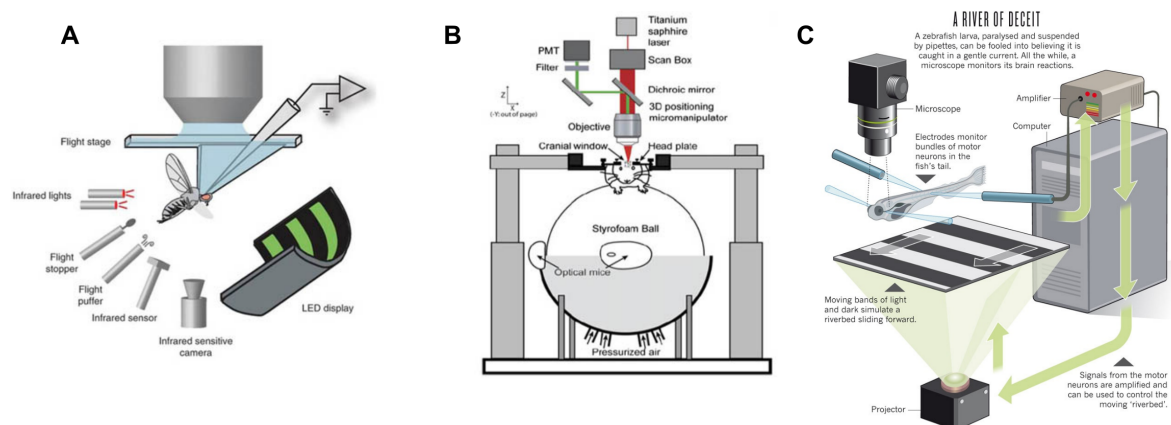 A
Flight stage
Infrared lights
Flight
stopper
Flight
puffer
Infrared sensor
Infrared sensitive
camera
LED display
B
Titanium
saphhire
laser
PMT
Scan Box
Filter
Dichroic mirror
Z
X
(-Y:out of page)
3D positioning
micromanipulator
Objective
Cranial window
Head plate
Styrofoam Ball
Optical mice
Pressurized air
C
A RIVER OF DECEIT
A zebrafish larva, paralysed and suspended
by pipettes, can be fooled into believing it is
caught in a gentle current. All the while, a
microscope monitors its brain reactions.
Amplifier
Microscope
Computer
Electrodes monitor
bundles of motor
neurons in the
fish's tail.
Moving bands of light
and dark simulate a
riverbed sliding forward.
Projector
Signals from the motor
neurons are amplified and
can be used to control the
moving 'riverbed'.